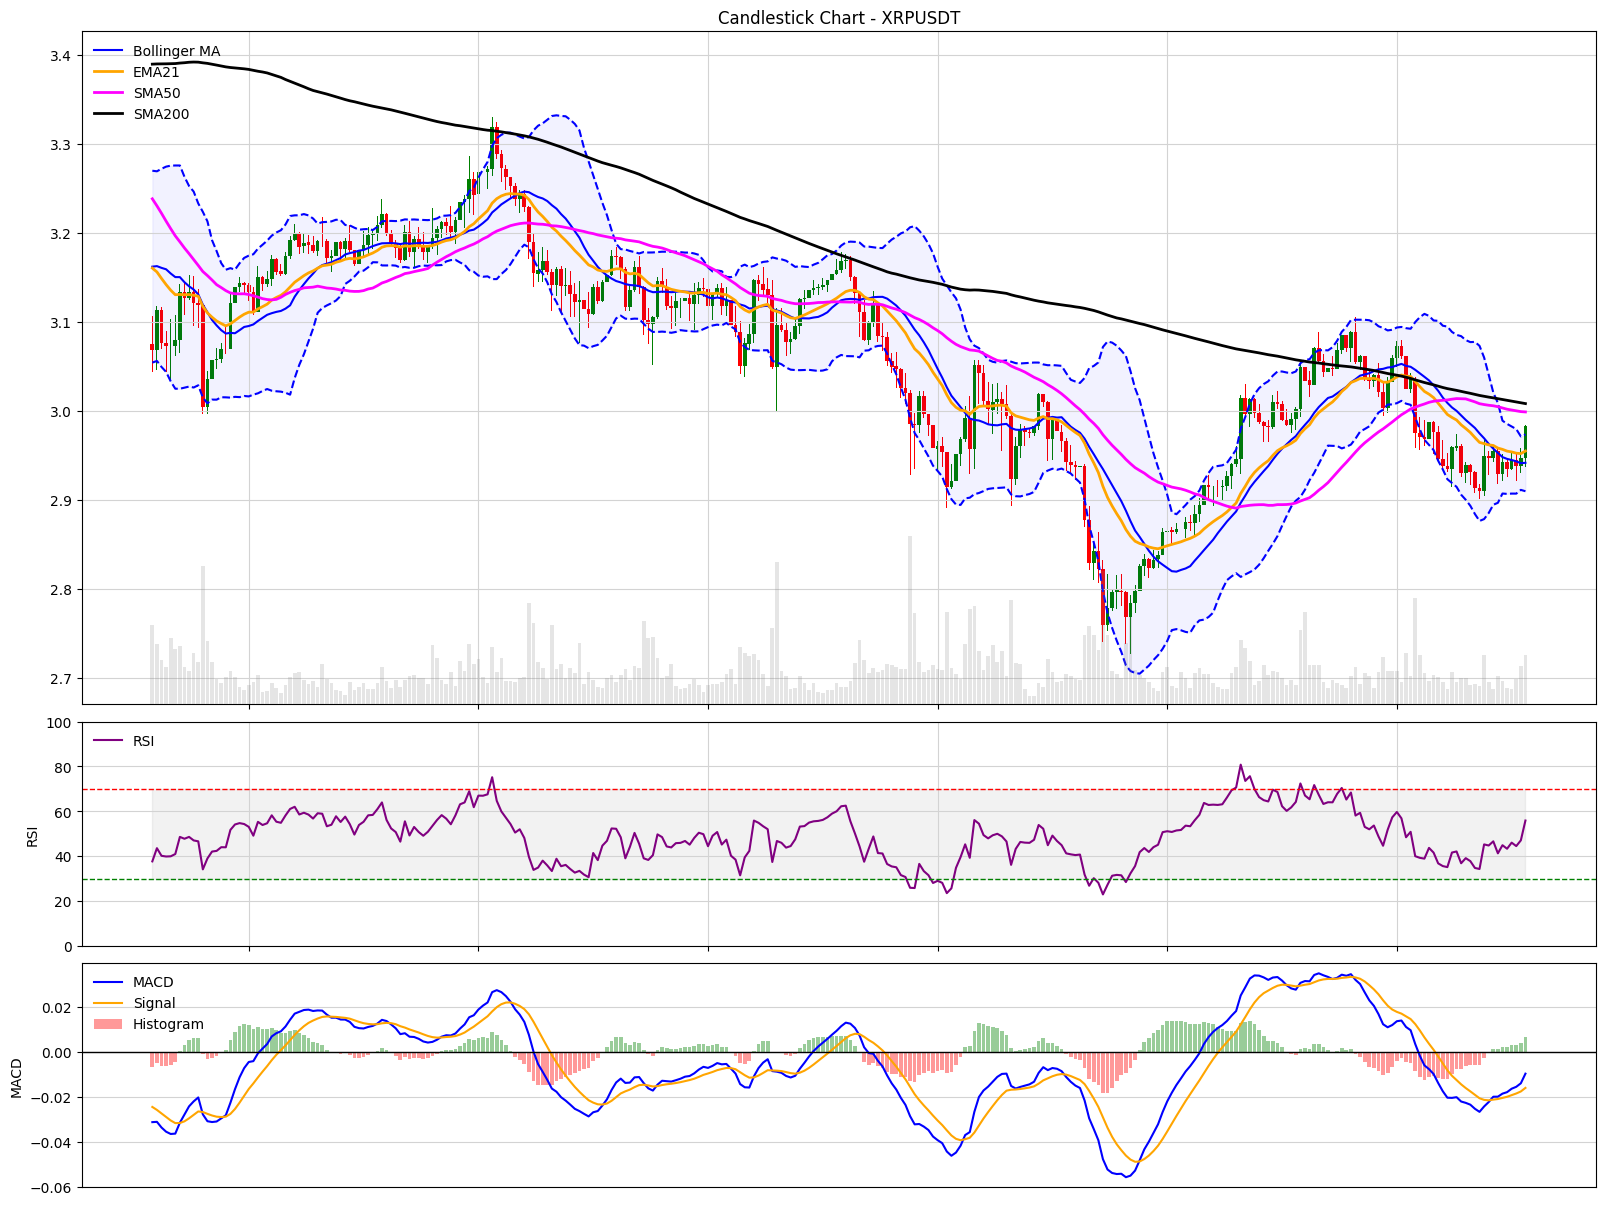 Candlestick Chart - XRPUSDT
Bollinger MA
EMA21
SMA50
SMA200
3.4
3.3
3.2
3.1
3.0
2.9
2.8
2.7
RSI
RSI
100
80
60
40
20
0
MACD
Signal
Histogram
MACD
0.02
0.00
−0.02
−0.04
−0.06